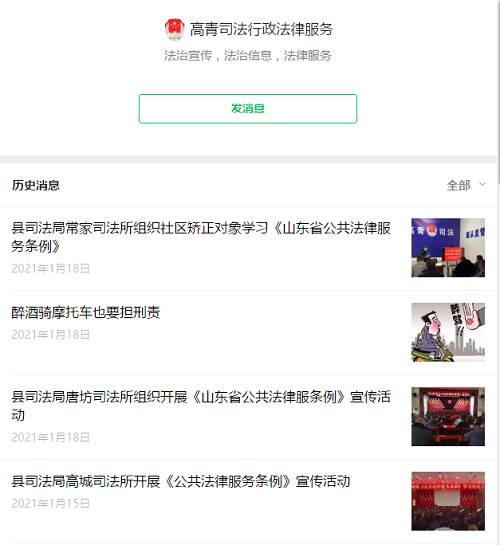 高青司法行政法律服务
法治宣传，法治信息，法律服务
发消息
历史消息
全部
县司法局常家司法所组织社区矫正对象学习《山东省公共法律服
务条例》
2021年1月18日
高青
司法
醉酒骑摩托车也要担刑责
2021年1月18日
醉驾
县司法局唐坊司法所组织开展《山东省公共法律服条例》宣传活
动
2021年1月18日
县司法局高城司法所开展《公共法律服务条例》宣传活动
2021年1月15日